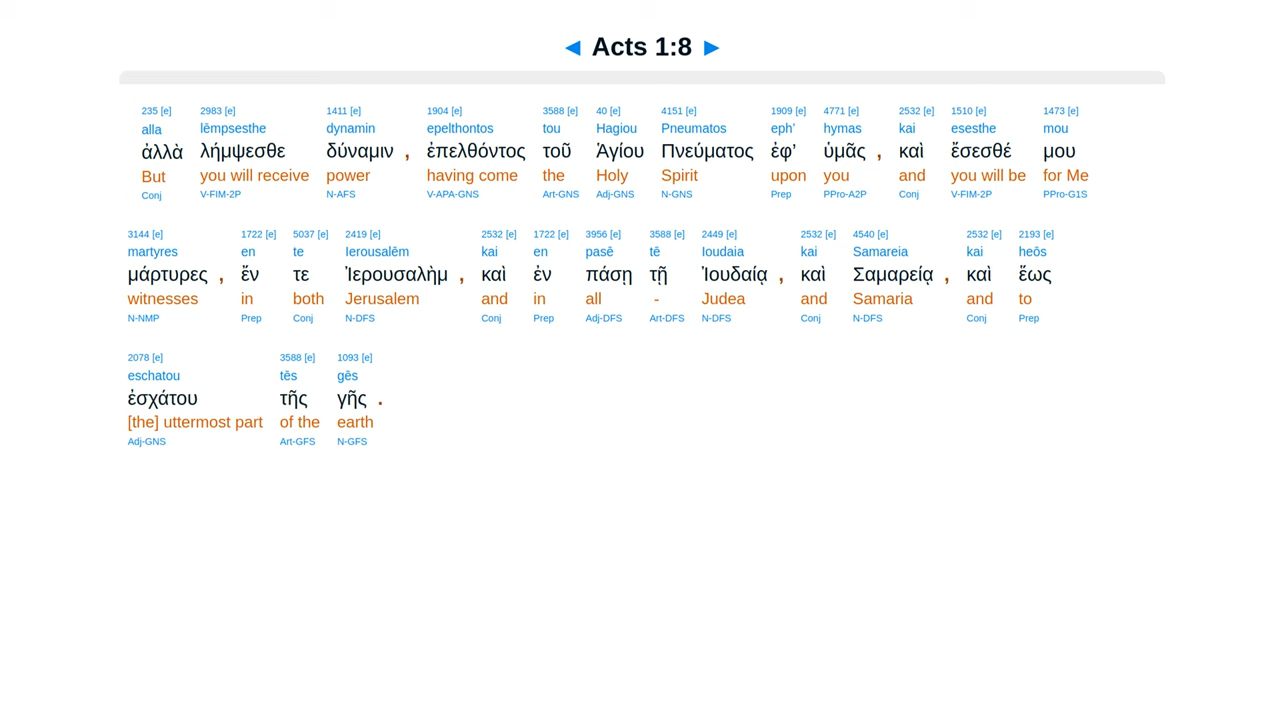 ◄ Acts 1:8 ►
235 [e] 2983 [e] 1411 [e] 1904 [e] 3588 [e] 40 [e] 4151 [e] 1909 [e] 4771 [e] 2532 [e] 1510 [e] 1473 [e]
alla lēmpsesthe dynamin epelthontos tou Hagiou Pneumatos eph’ hymas kai esesthe mou
ἀλλὰ λήμψεσθε δύναμιν , ἐπελθόντος τοῦ Ἁγίου Πνεύματος ἐφ’ ὑμᾶς , καὶ ἔσεσθέ μου
But you will receive power having come the Holy Spirit upon you and you will be for Me
Conj V-FIM-2P N-AFS V-APA-GNS Art-GNS Adj-GNS N-GNS Prep PPro-A2P Conj V-FIM-2P PPro-G1S
3144 [e] 1722 [e] 5037 [e] 2419 [e] 2532 [e] 1722 [e] 3956 [e] 3588 [e] 2449 [e] 2532 [e] 4540 [e] 2532 [e] 2193 [e]
martyres en te Ierousalēm kai en pasē tē Ioudaia kai Samareia kai heōs
μάρτυρες , ἔν τε Ἰερουσαλὴμ , καὶ ἐν πάσῃ τῇ Ἰουδαίᾳ , καὶ Σαμαρείᾳ , καὶ ἕως
witnesses in both Jerusalem and in all - Judea and Samaria and to
N-NMP Prep Conj N-DFS Conj Prep Adj-DFS Art-DFS N-DFS Conj N-DFS Conj Prep
2078 [e] 3588 [e] 1093 [e]
eschatou tēs gēs
ἐσχάτου τῆς γῆς .
[the] uttermost part of the earth
Adj-GNS Art-GFS N-GFS